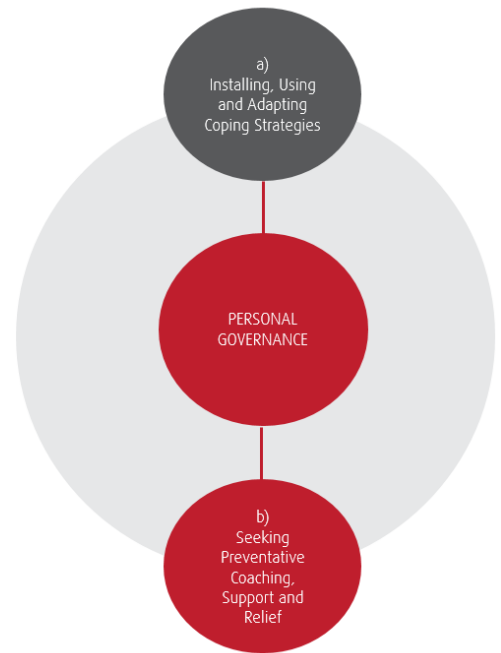 a)
Installing, Using
and Adapting
Coping Strategies
PERSONAL
GOVERNANCE
b)
Seeking
Preventative
Coaching,
Support and
Relief